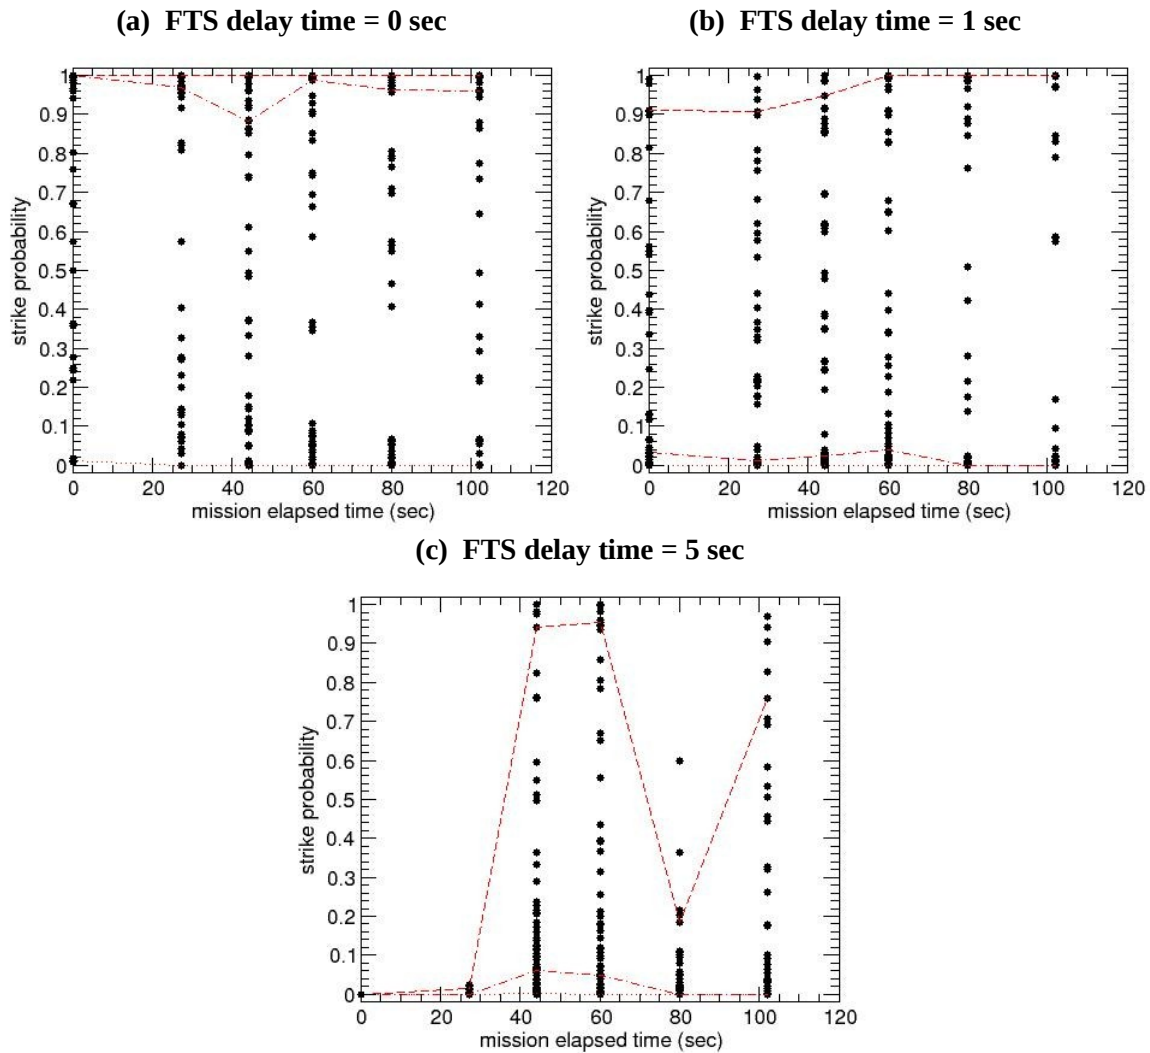 (a) FTS delay time = 0 sec
(b) FTS delay time = 1 sec
1
0.9
0.8
0.7
0.6
0.5
0.4
0.3
0.2
0.1
0
strike probability
0 20 40 60 80 100 120
mission elapsed time (sec)
1
0.9
0.8
0.7
0.6
0.5
0.4
0.3
0.2
0.1
0
strike probability
0 20 40 60 80 100 120
mission elapsed time (sec)
(c) FTS delay time = 5 sec
1
0.9
0.8
0.7
0.6
0.5
0.4
0.3
0.2
0.1
0
strike probability
0 20 40 60 80 100 120
mission elapsed time (sec)